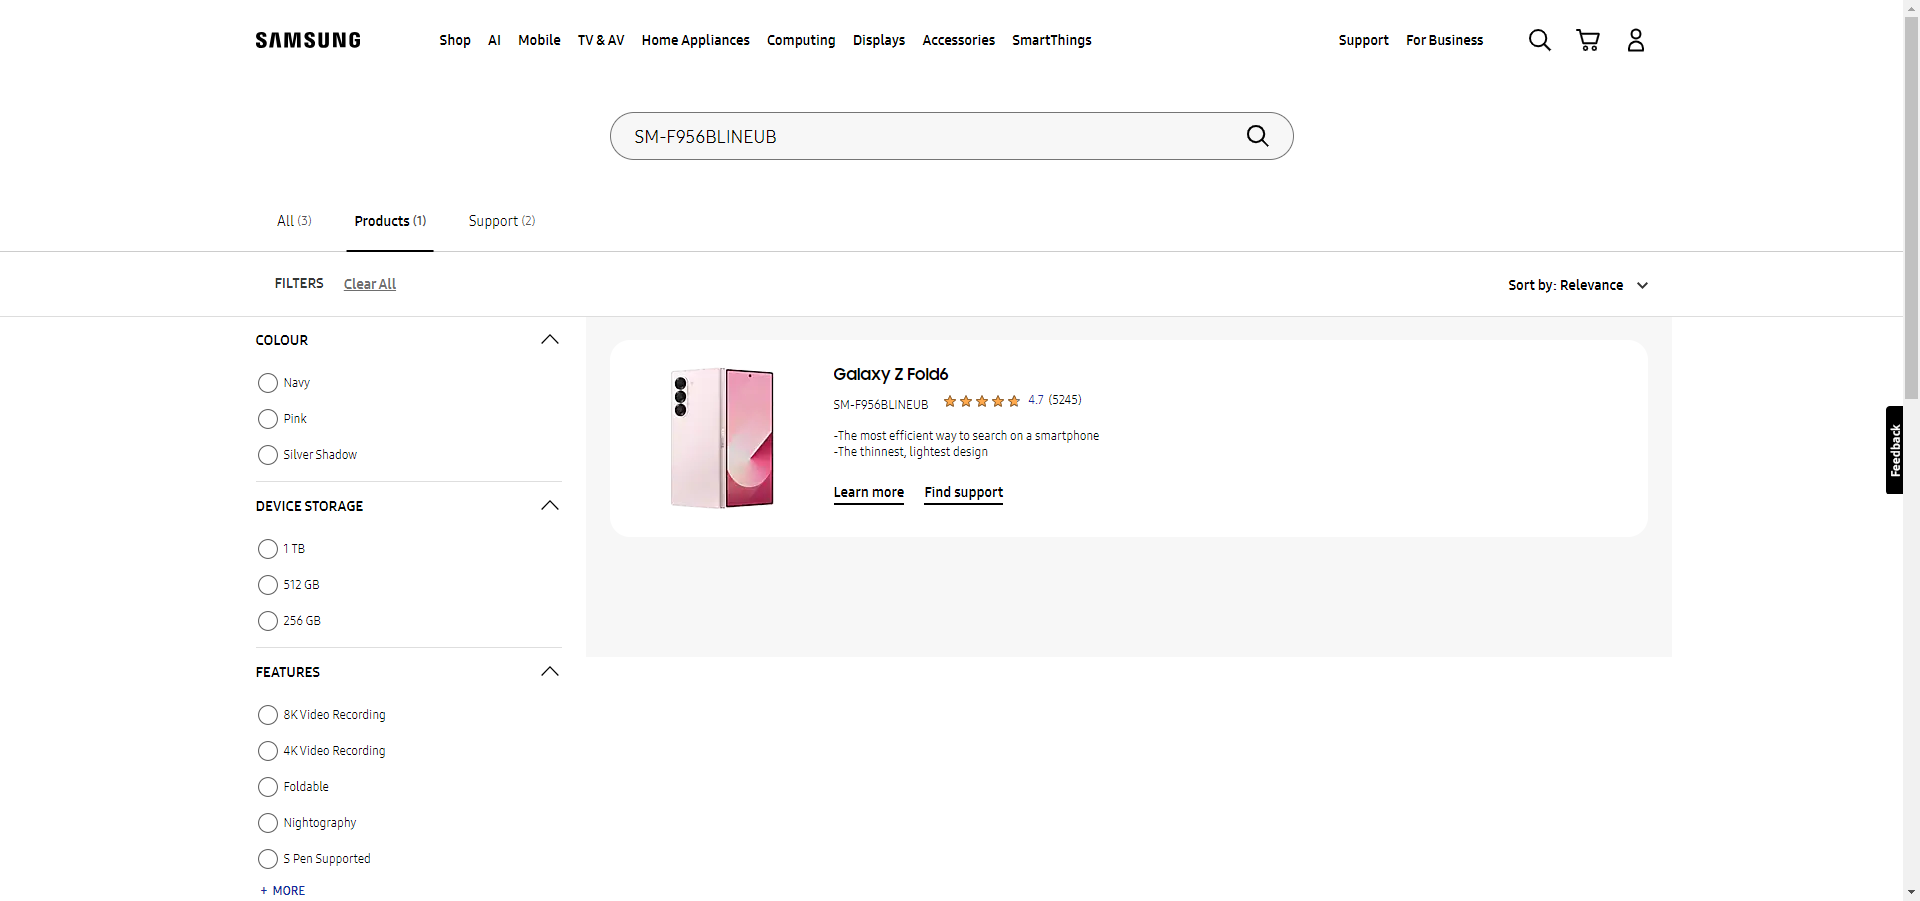 SAMSUNG
Shop AI Mobile TV & AV Home Appliances Computing Displays Accessories SmartThings Support For Business
SM-F956BLINEUB
All (3) Products (1) Support (2)
FILTERS Clear All Sort by: Relevance
COLOUR
Navy
Pink
Silver Shadow
DEVICE STORAGE
1 TB
512 GB
256 GB
FEATURES
8K Video Recording
4K Video Recording
Foldable
Nightography
S Pen Supported
+ MORE
Galaxy Z Fold6
SM-F956BLINEUB 4.7 (5245)
-The most efficient way to search on a smartphone
-The thinnest, lightest design
Learn more Find support
Feedback